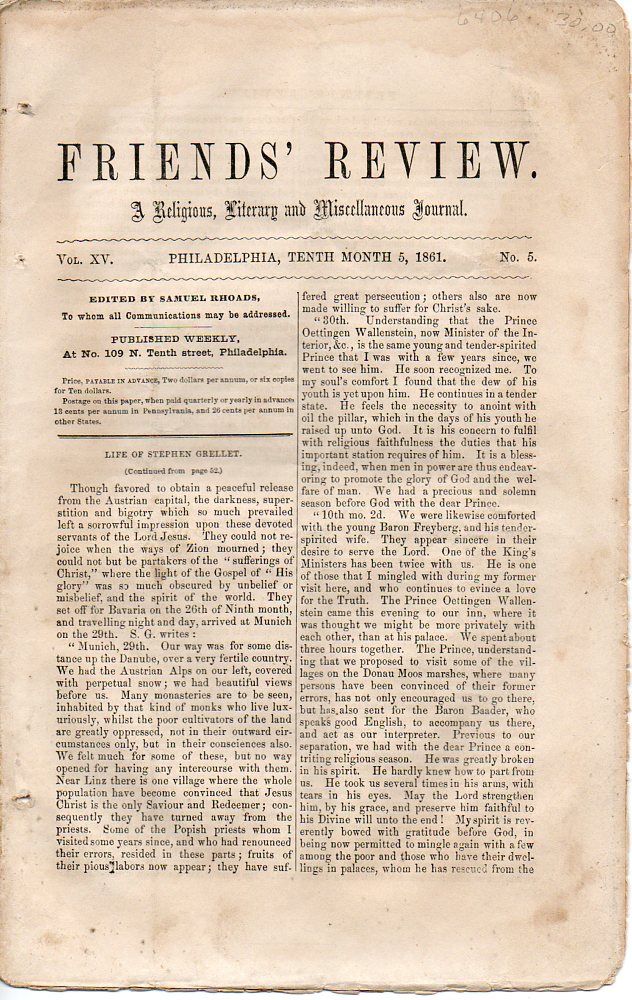 6406 30.00
FRIENDS' REVIEW.
A Religious, Literary and Miscellaneous Journal.
VOL. XV. PHILADELPHIA, TENTH MONTH 5, 1861. No. 5.
EDITED BY SAMUEL RHOADS,
To whom all Communications may be addressed.
PUBLISHED WEEKLY,
At No. 109 N. Tenth street, Philadelphia.
Price, PAYABLE IN ADVANCE, Two dollars per annum, or six copies
for Ten dollars.
Postage on this paper, when paid quarterly or yearly in advance
13 cents per annum in Pennsylvania, and 26 cents per annum in
other States.
LIFE OF STEPHEN GRELLET.
(Continued from page 52.)
Though favored to obtain a peaceful release
from the Austrian capital, the darkness, super-
stition and bigotry which so much prevailed
left a sorrowful impression upon these devoted
servants of the Lord Jesus. They could not re-
joice when the ways of Zion mourned; they
could not but be partakers of the "sufferings of
Christ," where the light of the Gospel of "His
glory" was so much obscured by unbelief or
misbelief, and the spirit of the world. They
set off for Bavaria on the 26th of Ninth month,
and travelling night and day, arrived at Munich
on the 29th. S. G. writes:
"Munich, 29th. Our way was for some dis-
tance up the Danube, over a very fertile country.
We had the Austrian Alps on our left, covered
with perpetual snow; we had beautiful views
before us. Many monasteries are to be seen,
inhabited by that kind of monks who live lux-
uriously, whilst the poor cultivators of the land
are greatly oppressed, not in their outward cir-
cumstances only, but in their consciences also.
We felt much for some of these, but no way
opened for having any intercourse with them.
Near Linz there is one village where the whole
population have become convinced that Jesus
Christ is the only Saviour and Redeemer; con-
sequently they have turned away from the
priests. Some of the Popish priests whom I
visited some years since, and who had renounced
their errors, resided in these parts; fruits of
their pious labors now appear; they have suf-
fered great persecution; others also are now
made willing to suffer for Christ's sake.
"30th. Understanding that the Prince
Oettingen Wallenstein, now Minister of the In-
terior, &c., is the same young and tender-spirited
Prince that I was with a few years since, we
went to see him. He soon recognized me. To
my soul's comfort I found that the dew of his
youth is yet upon him. He continues in a tender
state. He feels the necessity to anoint with
oil the pillar, which in the days of his youth he
raised up unto God. It is his concern to fulfil
with religious faithfulness the duties that his
important station requires of him. It is a bless-
ing, indeed, when men in power are thus endeav-
oring to promote the glory of God and the wel-
fare of man. We had a precious and solemn
season before God with the dear Prince.
"10th mo. 2d. We were likewise comforted
with the young Baron Freyberg, and his tender-
spirited wife. They appear sincere in their
desire to serve the Lord. One of the King's
Ministers has been twice with us. He is one
of those that I mingled with during my former
visit here, and who continues to evince a love
for the Truth. The Prince Oettingen Wallen-
stein came this evening to our inn, where it
was thought we might be more privately with
each other, than at his palace. We spent about
three hours together. The Prince, understand-
ing that we proposed to visit some of the vil-
lages on the Donau Moos marshes, where many
persons have been convinced of their former
errors, has not only encouraged us to go there,
but has also sent for the Baron Baader, who
speaks good English, to accompany us there,
and act as our interpreter. Previous to our
separation, we had with the dear Prince a con-
triting religious season. He was greatly broken
in his spirit. He hardly knew how to part from
us. He took us several times in his arms, with
tears in his eyes. May the Lord strengthen
him, by his grace, and preserve him faithful to
his Divine will unto the end! My spirit is rev-
erently bowed with gratitude before God, in
being now permitted to mingle again with a few
among the poor and those who have their dwel-
lings in palaces, whom he has rescued from the